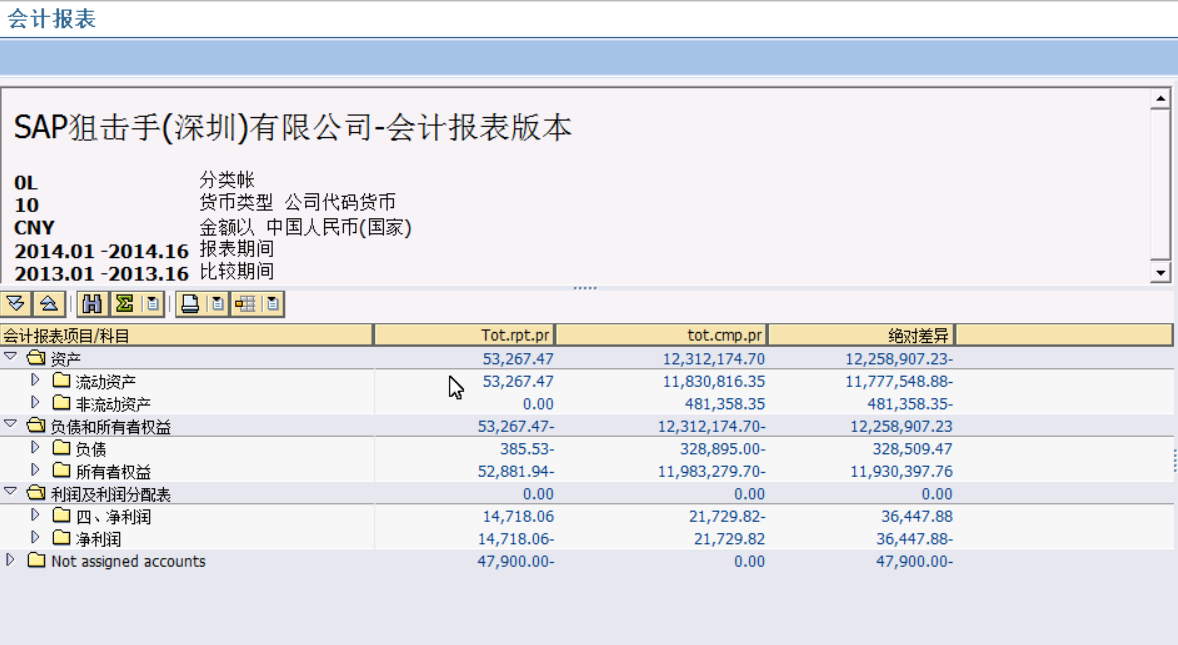 会计报表
SAP狙击手(深圳)有限公司-会计报表版本
0L 分类帐
10 货币类型 公司代码货币
CNY 金额以 中国人民币(国家)
2014.01 -2014.16 报表期间
2013.01 -2013.16 比较期间
会计报表项目/科目 Tot.rpt.pr tot.cmp.pr 绝对差异
资产 53,267.47 12,312,174.70 12,258,907.23-
流动资产 53,267.47 11,830,816.35 11,777,548.88-
非流动资产 0.00 481,358.35 481,358.35-
负债和所有者权益 53,267.47- 12,312,174.70- 12,258,907.23
负债 385.53- 328,895.00- 328,509.47
所有者权益 52,881.94- 11,983,279.70- 11,930,397.76
利润及利润分配表 0.00 0.00 0.00
四、净利润 14,718.06 21,729.82- 36,447.88
净利润 14,718.06- 21,729.82 36,447.88-
Not assigned accounts 47,900.00- 0.00 47,900.00-